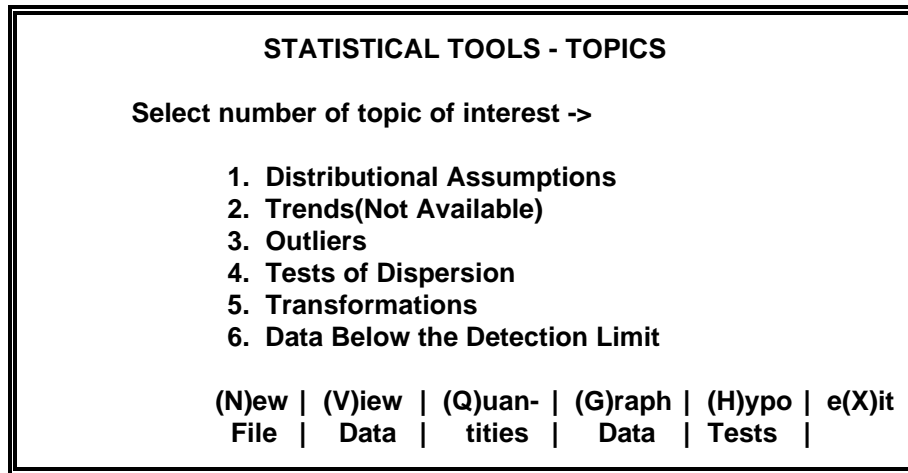 STATISTICAL TOOLS - TOPICS
Select number of topic of interest ->
1. Distributional Assumptions
2. Trends(Not Available)
3. Outliers
4. Tests of Dispersion
5. Transformations
6. Data Below the Detection Limit
(N)ew | (V)iew | (Q)uan- | (G)raph | (H)ypo | e(X)it
File | Data | tities | Data | Tests |